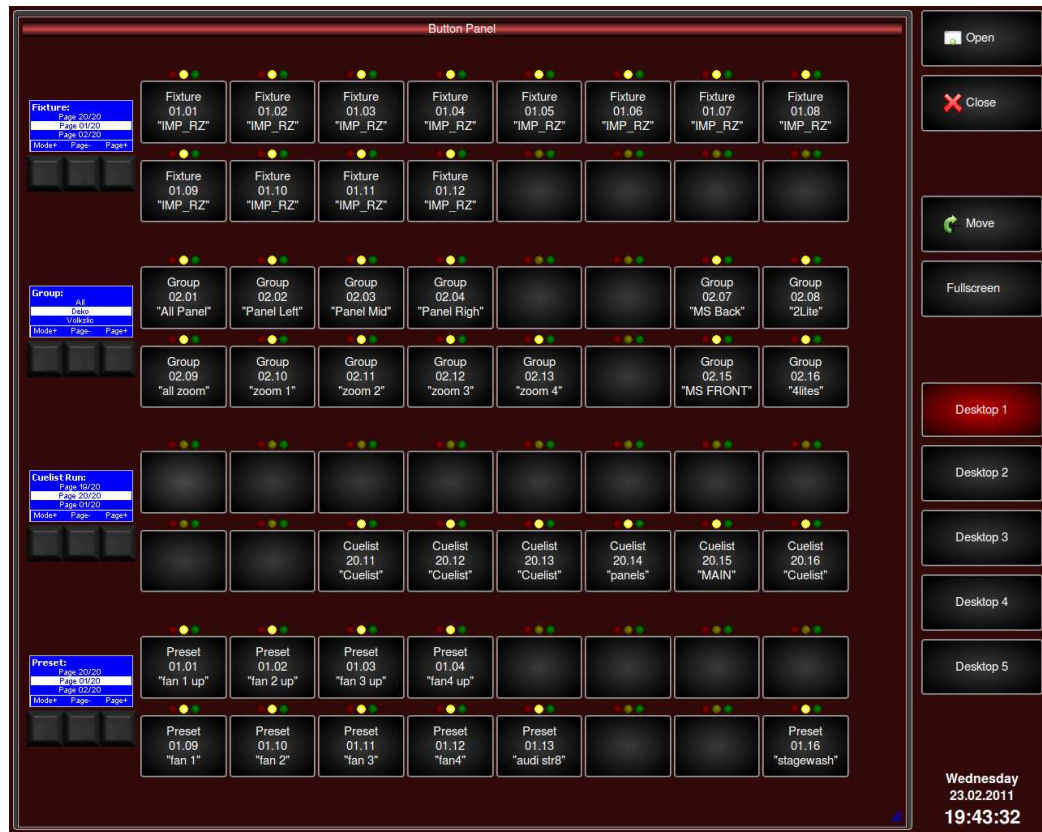 Button Panel
Open
Close
Move
Fullscreen
Desktop 1
Desktop 2
Desktop 3
Desktop 4
Desktop 5
Wednesday
23.02.2011
19:43:32
Fixture:
Page 20/20
Page 01/20
Page 02/20
Mode+ Page- Page+
Fixture Fixture Fixture Fixture Fixture Fixture Fixture Fixture
01.01 01.02 01.03 01.04 01.05 01.06 01.07 01.08
"IMP_RZ" "IMP_RZ" "IMP_RZ" "IMP_RZ" "IMP_RZ" "IMP_RZ" "IMP_RZ" "IMP_RZ"
Fixture Fixture Fixture Fixture
01.09 01.10 01.11 01.12
"IMP_RZ" "IMP_RZ" "IMP_RZ" "IMP_RZ"
Group:
All
Deko
Volkslic
Mode+ Page- Page+
Group Group Group Group Group Group
02.01 02.02 02.03 02.04 02.07 02.08
"All Panel" "Panel Left" "Panel Mid" "Panel Righ" "MS Back" "2Lite"
Group Group Group Group Group Group Group
02.09 02.10 02.11 02.12 02.13 02.15 02.16
"all zoom" "zoom 1" "zoom 2" "zoom 3" "zoom 4" "MS FRONT" "4lites"
Cuelist Run:
Page 19/20
Page 20/20
Page 01/20
Mode+ Page- Page+
Cuelist Cuelist Cuelist Cuelist Cuelist Cuelist
20.11 20.12 20.13 20.14 20.15 20.16
"Cuelist" "Cuelist" "Cuelist" "panels" "MAIN" "Cuelist"
Preset:
Page 20/20
Page 01/20
Page 02/20
Mode+ Page- Page+
Preset Preset Preset Preset
01.01 01.02 01.03 01.04
"fan 1 up" "fan 2 up" "fan 3 up" "fan4 up"
Preset Preset Preset Preset Preset Preset
01.09 01.10 01.11 01.12 01.13 01.16
"fan 1" "fan 2" "fan 3" "fan4" "audi str8" "stagewash"